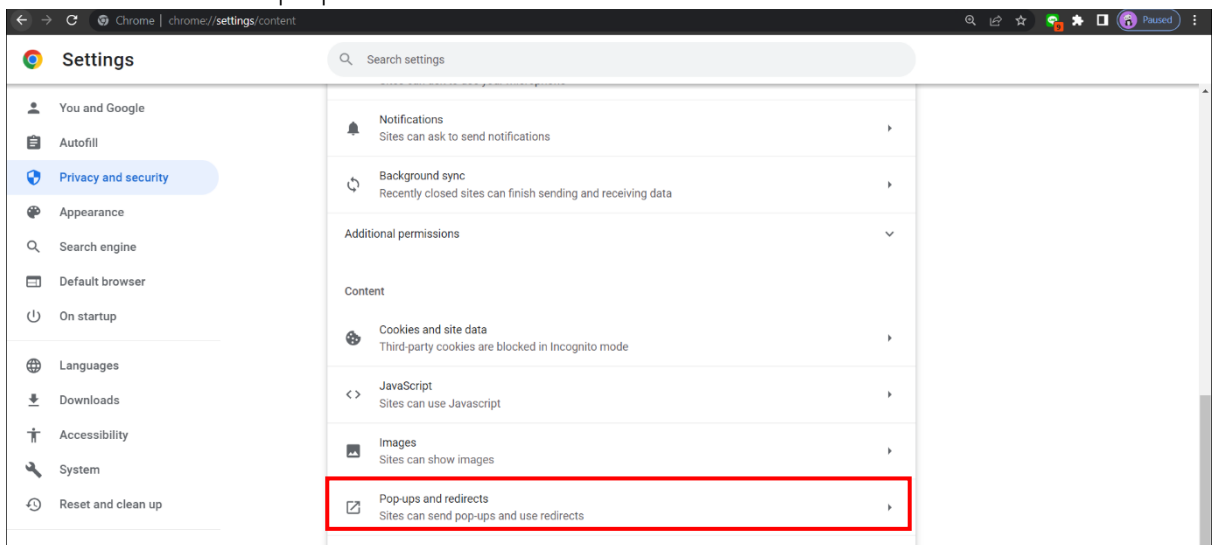 Chrome | chrome://settings/content
Paused
Settings
Search settings
You and Google
Autofill
Privacy and security
Appearance
Search engine
Default browser
On startup
Languages
Downloads
Accessibility
System
Reset and clean up
Notifications
Sites can ask to send notifications
Background sync
Recently closed sites can finish sending and receiving data
Additional permissions
Content
Cookies and site data
Third-party cookies are blocked in Incognito mode
JavaScript
Sites can use Javascript
Images
Sites can show images
Pop-ups and redirects
Sites can send pop-ups and use redirects